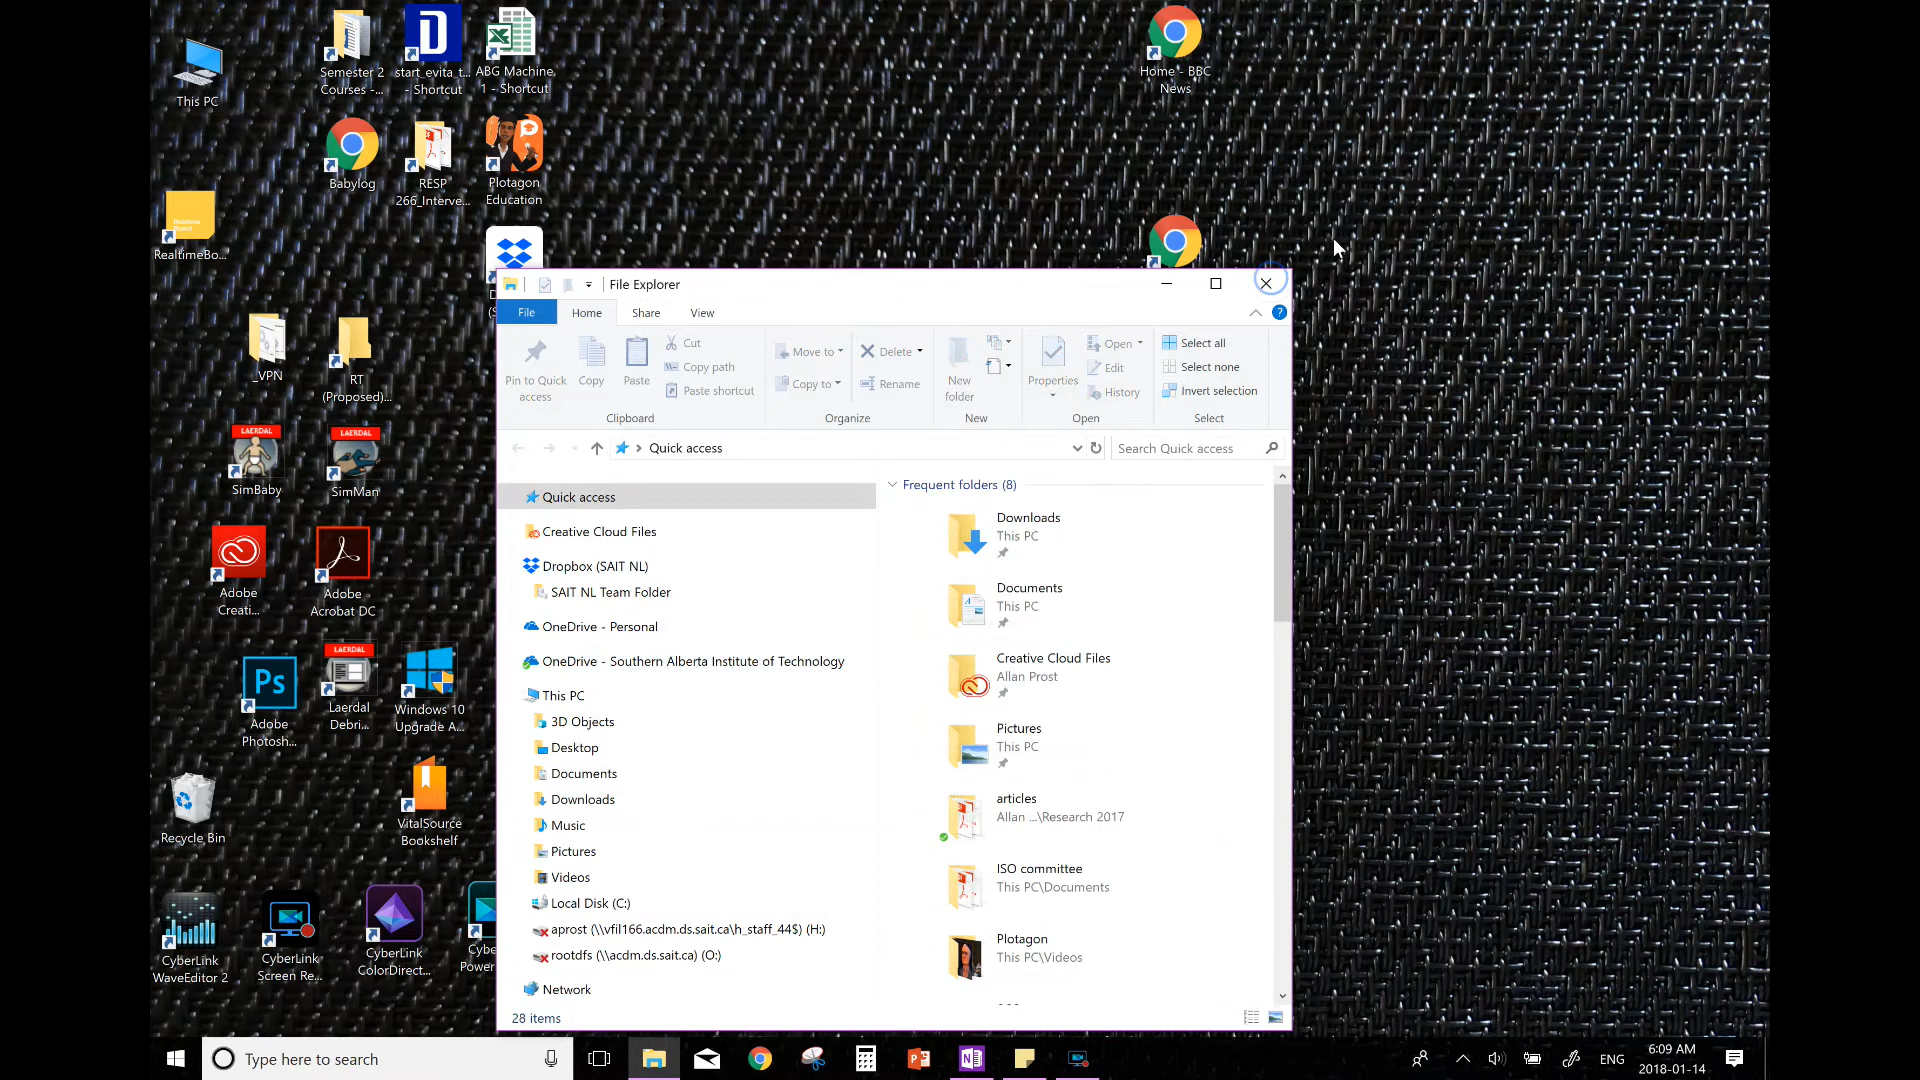 This PC
Semester 2
Courses -...
start_evita_t...
- Shortcut
ABG Machine
1 - Shortcut
Home - BBC
News
Babylog
RESP
266_Interve...
Plotagon
Education
Realtime
Board
RealtimeBo...
_VPN
RT
(Proposed)...
LAERDAL
SimBaby
LAERDAL
SimMan
Adobe
Creati...
Adobe
Acrobat DC
Ps
Adobe
Photosh...
LAERDAL
Laerdal
Debri...
Windows 10
Upgrade A...
Recycle Bin
VitalSource
Bookshelf
CyberLink
WaveEditor 2
CyberLink
Screen Re...
CyberLink
ColorDirect...
File Explorer
File
Home
Share
View
Pin to Quick
access
Copy
Paste
Cut
Copy path
Paste shortcut
Clipboard
Move to
Copy to
Delete
Rename
Organize
New
folder
New
Properties
Open
Edit
History
Open
Select all
Select none
Invert selection
Select
Quick access
Search Quick access
Quick access
Creative Cloud Files
Dropbox (SAIT NL)
SAIT NL Team Folder
OneDrive - Personal
OneDrive - Southern Alberta Institute of Technology
This PC
3D Objects
Desktop
Documents
Downloads
Music
Pictures
Videos
Local Disk (C:)
aprost (\\vfil166.acdm.ds.sait.ca\h_staff_44$) (H:)
rootdfs (\\acdm.ds.sait.ca) (O:)
Network
Frequent folders (8)
Downloads
This PC
Documents
This PC
Creative Cloud Files
Allan Prost
Pictures
This PC
articles
Allan ...\Research 2017
ISO committee
This PC\Documents
Plotagon
This PC\Videos
28 items
Type here to search
ENG
6:09 AM
2018-01-14